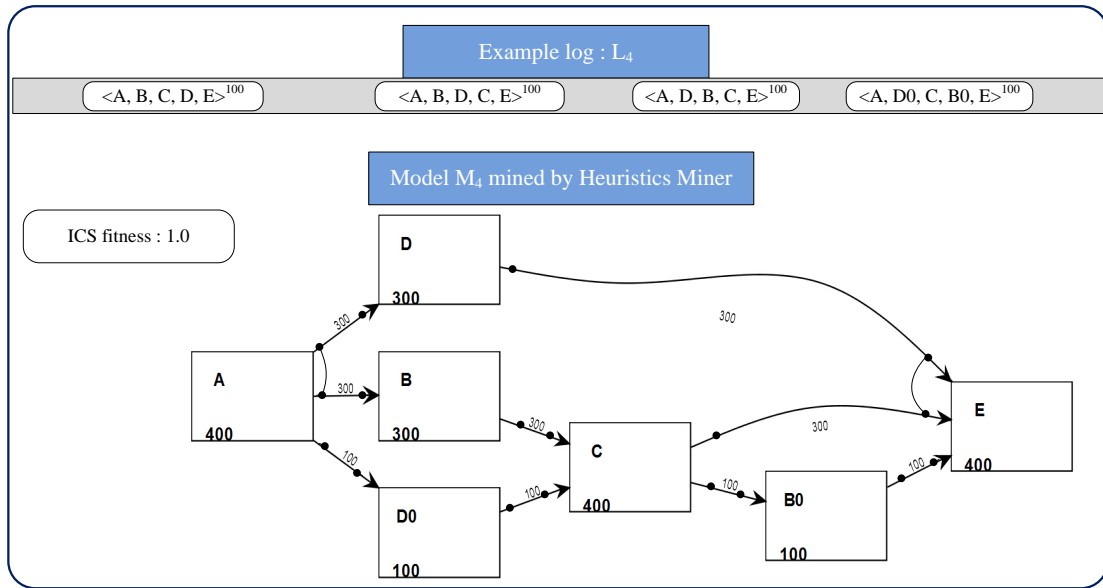 Example log : L₄
<A, B, C, D, E>¹⁰⁰ <A, B, D, C, E>¹⁰⁰ <A, D, B, C, E>¹⁰⁰ <A, D0, C, B0, E>¹⁰⁰
Model M₄ mined by Heuristics Miner
ICS fitness : 1.0
D
300
300
300
A
400
B
300
300
300
300
E
400
C
400
100
D0
100
100
100
B0
100
100